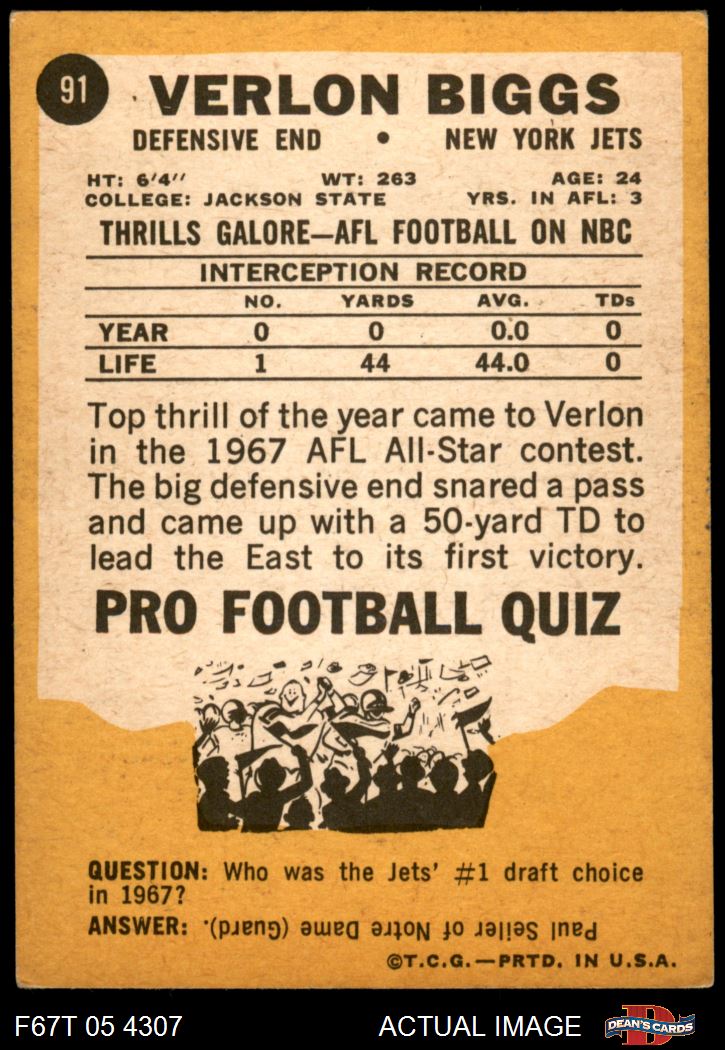 91
VERLON BIGGS
DEFENSIVE END • NEW YORK JETS
HT: 6'4" WT: 263 AGE: 24
COLLEGE: JACKSON STATE YRS. IN AFL: 3
THRILLS GALORE—AFL FOOTBALL ON NBC
INTERCEPTION RECORD
NO. YARDS AVG. TDs
YEAR 0 0 0.0 0
LIFE 1 44 44.0 0
Top thrill of the year came to Verlon
in the 1967 AFL All-Star contest.
The big defensive end snared a pass
and came up with a 50-yard TD to
lead the East to its first victory.
PRO FOOTBALL QUIZ
QUESTION: Who was the Jets' #1 draft choice
in 1967?
ANSWER: Paul Seiler of Notre Dame (Guard).
©T.C.G.—PRTD. IN U.S.A.
F67T 05 4307 ACTUAL IMAGE
D
DEAN'S CARDS